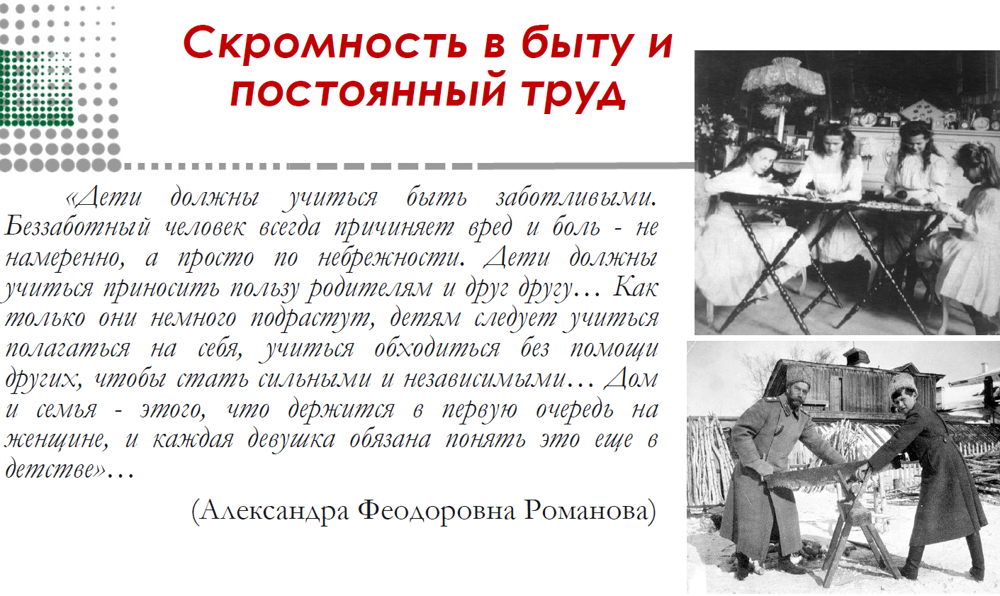 Скромность в быту и
постоянный труд
«Дети должны учиться быть заботливыми.
Беззаботный человек всегда причиняет вред и боль - не
намеренно, а просто по небрежности. Дети должны
учиться приносить пользу родителям и друг другу… Как
только они немного подрастут, детям следует учиться
полагаться на себя, учиться обходиться без помощи
других, чтобы стать сильными и независимыми… Дом
и семья - этого, что держится в первую очередь на
женщине, и каждая девушка обязана понять это еще в
детстве»…
(Александра Феодоровна Романова)